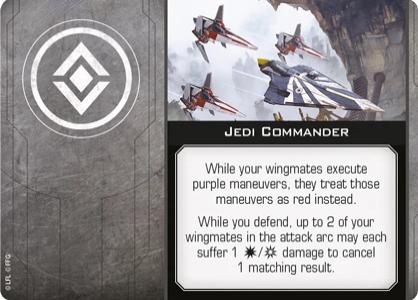 JEDI COMMANDER
While your wingmates execute
purple maneuvers, they treat those
maneuvers as red instead.
While you defend, up to 2 of your
wingmates in the attack arc may each
suffer 1 / damage to cancel
1 matching result.
© LFL © FFG